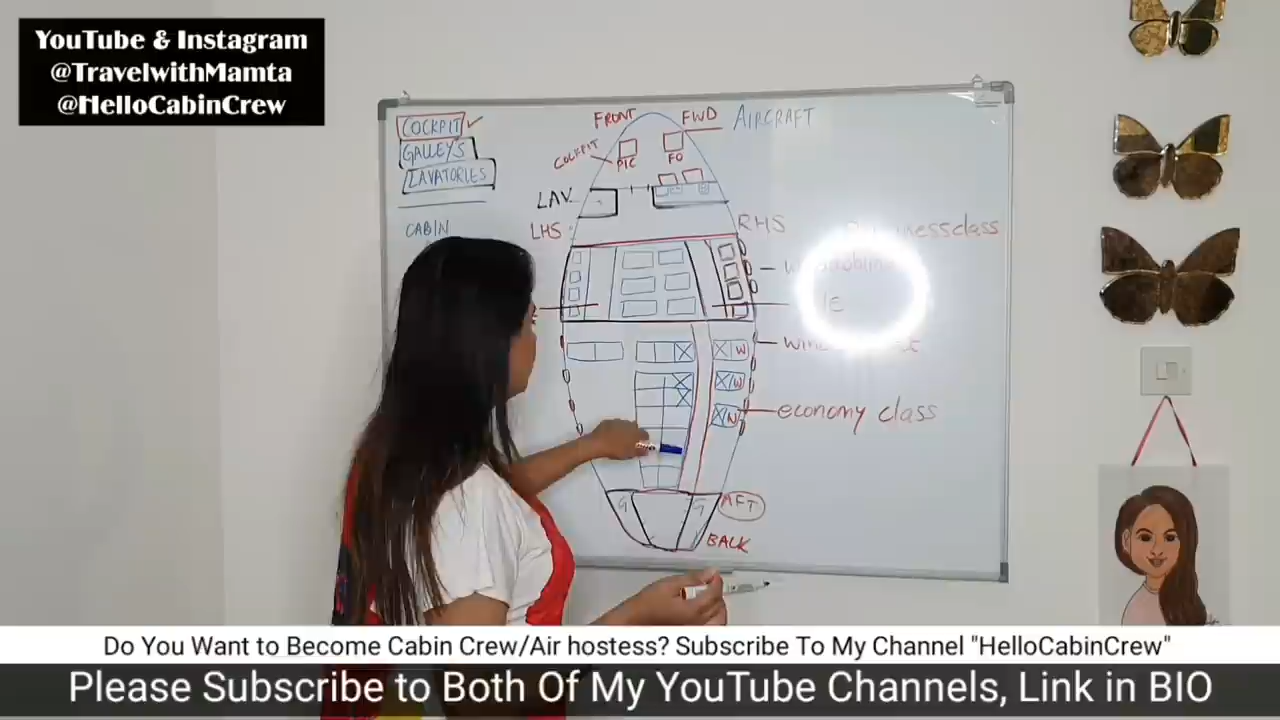 YouTube & Instagram
@TravelwithMamta
@HelloCabinCrew
FRONT
FWD
AIRCRAFT
COCKPIT
GALLEY'S
LAVATORIES
COCKPIT
PIC
FO
LAV
LHS
RHS
CABIN
W
W
economy class
W
G
G
AFT
BACK
Do You Want to Become Cabin Crew/Air hostess? Subscribe To My Channel "HelloCabinCrew"
Please Subscribe to Both Of My YouTube Channels, Link in BIO